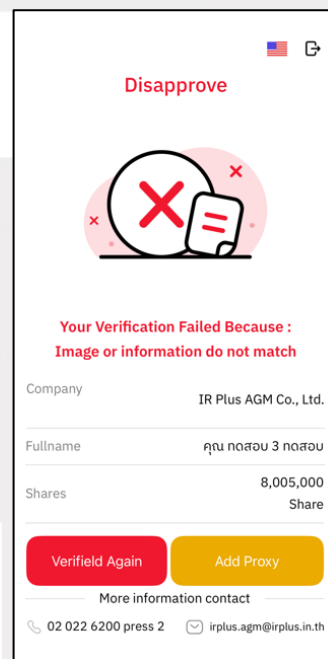 Disapprove
Your Verification Failed Because :
Image or information do not match
Company
IR Plus AGM Co., Ltd.
Fullname
คุณ ทดสอบ 3 ทดสอบ
Shares
8,005,000
Share
Verifield Again
Add Proxy
More information contact
02 022 6200 press 2
irplus.agm@irplus.in.th